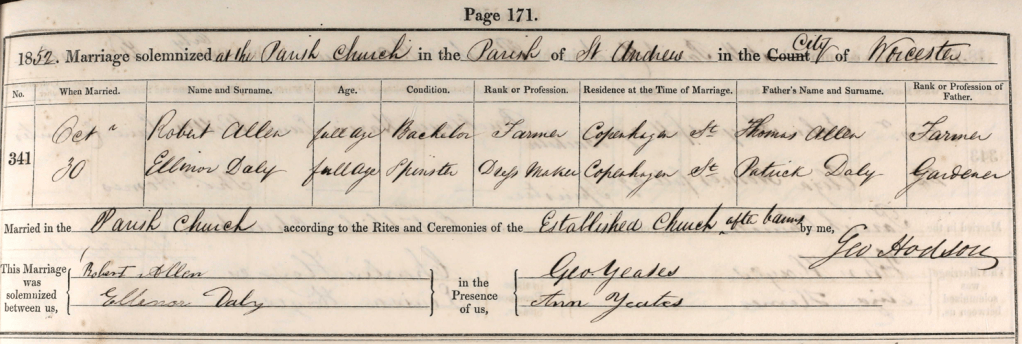 Page 171.
1852. Marriage solemnized at the Parish Church in the Parish of St Andrew in the County City of Worcester
No. When Married. Name and Surname. Age. Condition. Rank or Profession. Residence at the Time of Marriage. Father's Name and Surname. Rank or Profession of Father.
Oct Robert Allen full age Bachelor Farmer Copenhagen St Thomas Allen Farmer
341
30 Ellinor Daly full age Spinster Dress Maker Copenhagen St Patrick Daly Gardener
Married in the Parish Church according to the Rites and Ceremonies of the Established Church after banns by me,
Geo Hodson
This Marriage was solemnized between us,
Robert Allen
Ellenor Daly
in the Presence of us,
Geo Yeates
Ann Yeates